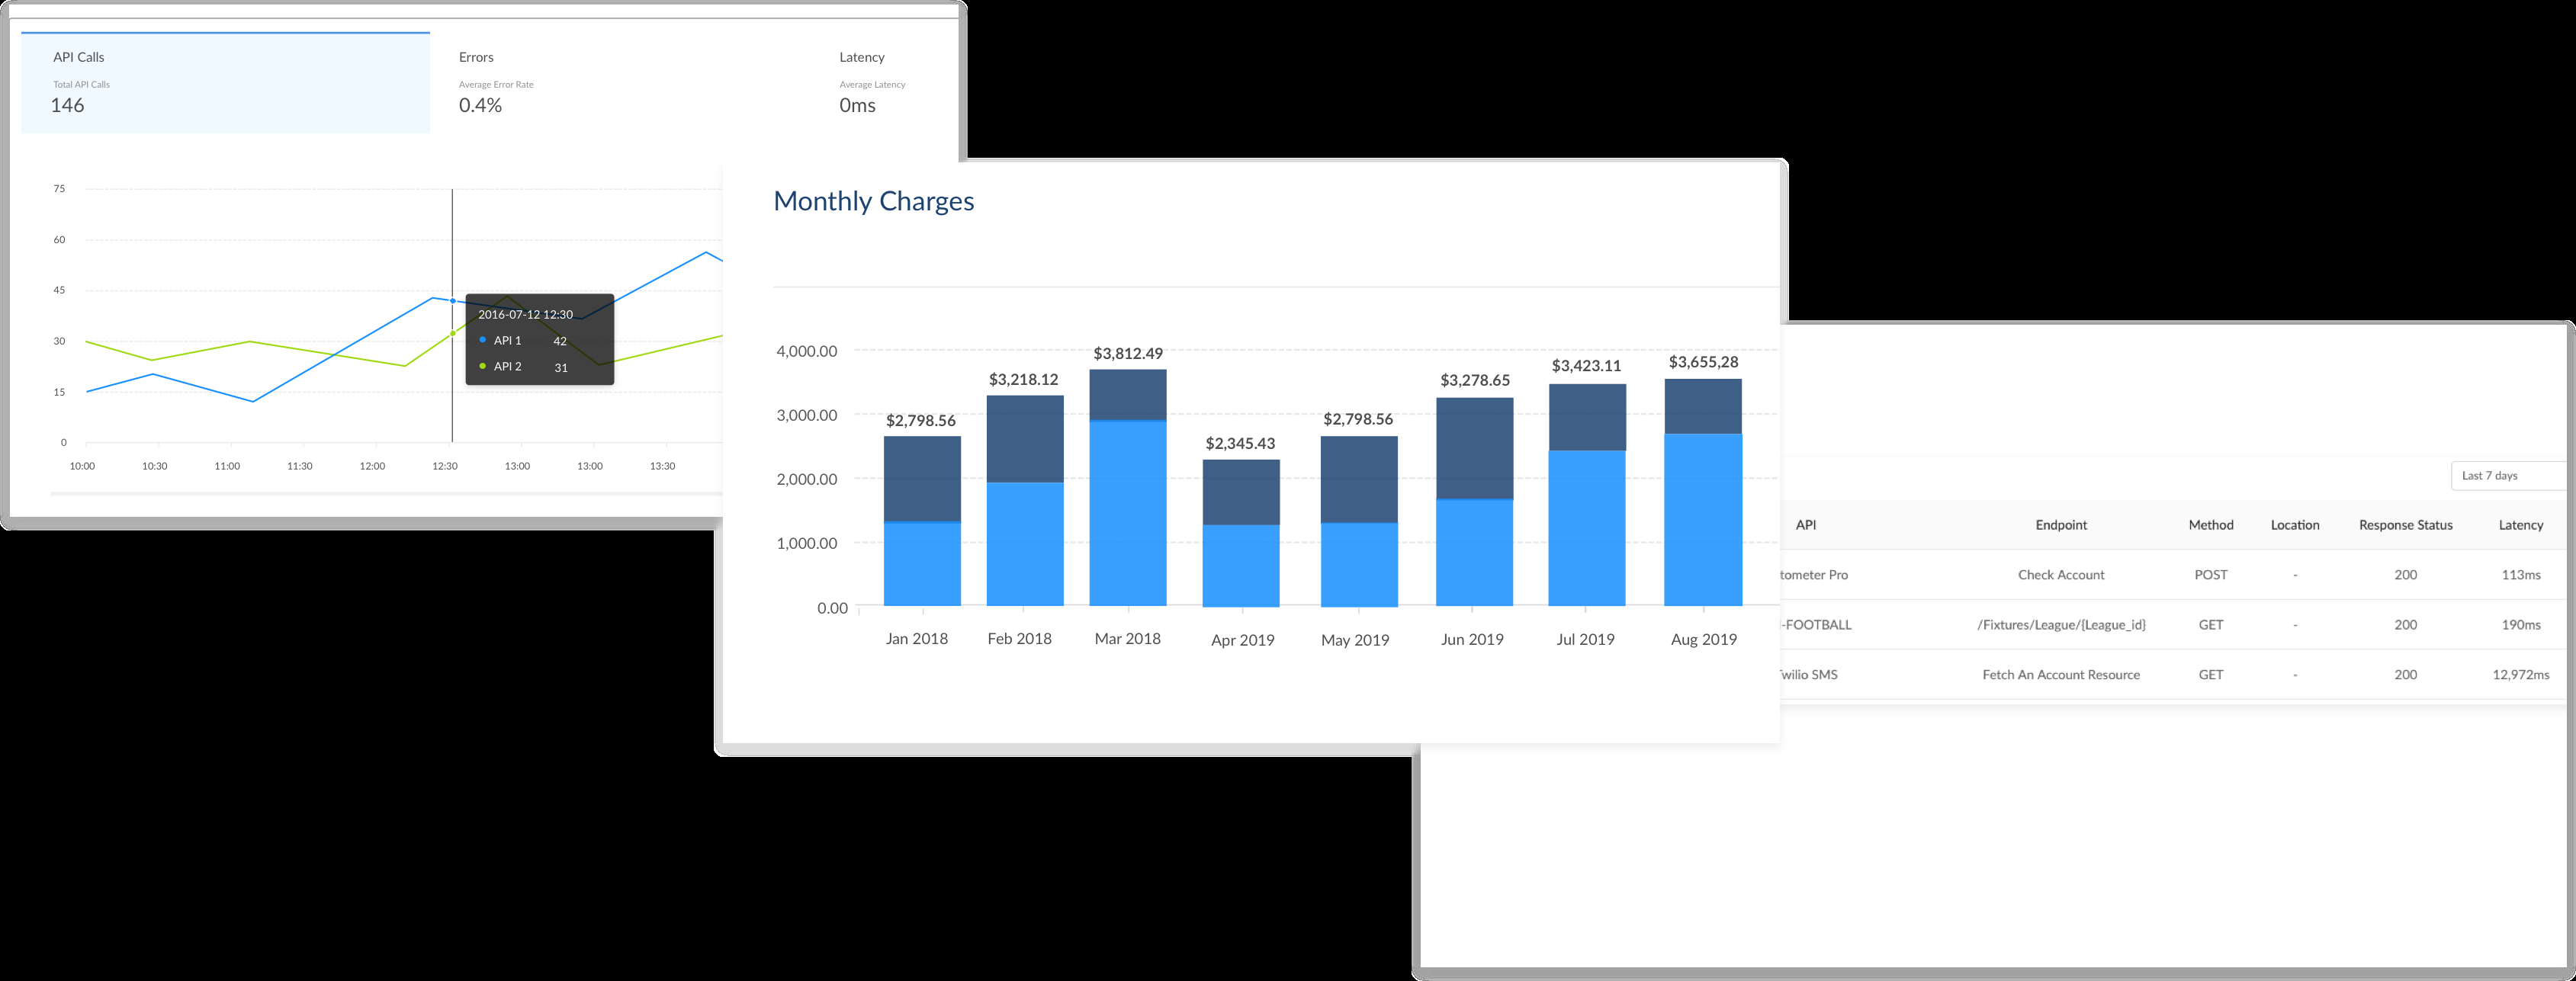 API Calls Errors Latency
Total API Calls Average Error Rate Average Latency
146 0.4% 0ms
75
60
45
30
15
0
2016-07-12 12:30
API 1 42
API 2 31
10:00 10:30 11:00 11:30 12:00 12:30 13:00 13:00 13:30
Monthly Charges
4,000.00
3,000.00
2,000.00
1,000.00
0.00
$2,798.56 $3,218.12 $3,812.49 $2,345.43 $2,798.56 $3,278.65 $3,423.11 $3,655,28
Jan 2018 Feb 2018 Mar 2018 Apr 2019 May 2019 Jun 2019 Jul 2019 Aug 2019
Last 7 days
API Endpoint Method Location Response Status Latency
tometer Pro Check Account POST - 200 113ms
-FOOTBALL /Fixtures/League/{League_id} GET - 200 190ms
wilio SMS Fetch An Account Resource GET - 200 12,972ms